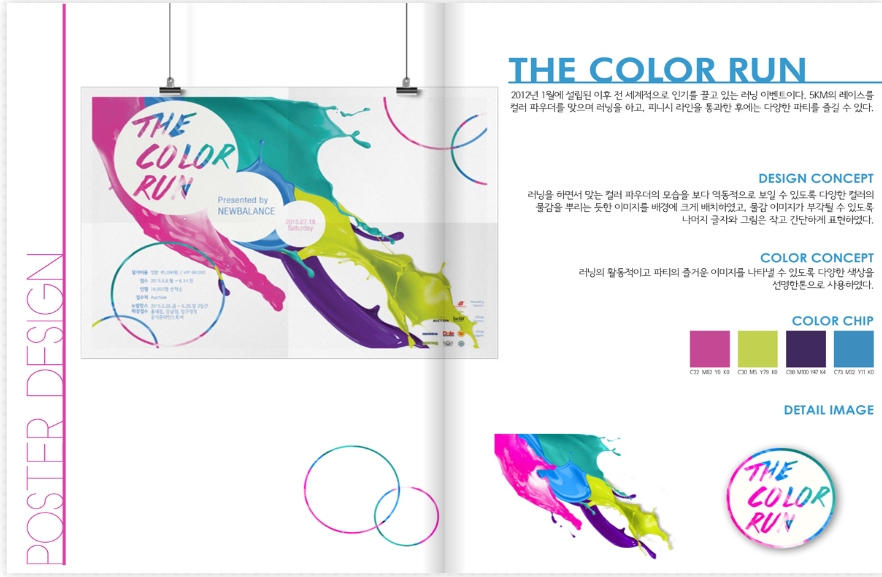 POSTER DESIGN
THE
COLOR
RUN
Presented by
NEWBALANCE
2015.07.18
Saturday
THE COLOR RUN
2012년 1월에 설립된 이후 전 세계적으로 인기를 끌고 있는 러닝 이벤트이다. 5KM의 레이스를
컬러 파우더를 맞으며 러닝을 하고, 피니시 라인을 통과한 후에는 다양한 파티를 즐길 수 있다.
DESIGN CONCEPT
러닝을 하면서 맞는 컬러 파우더의 모습을 보다 역동적으로 보일 수 있도록 다양한 컬러의
물감을 뿌리는 듯한 이미지를 배경에 크게 배치하였고, 물감 이미지가 부각될 수 있도록
나머지 글자와 그림은 작고 간단하게 표현하였다.
COLOR CONCEPT
러닝의 활동적이고 파티의 즐거운 이미지를 나타낼 수 있도록 다양한 색상을
선명한톤으로 사용하였다.
COLOR CHIP
C22 M82 Y0 K0
C30 M5 Y79 K0
C73 M32 Y11 K0
DETAIL IMAGE
THE
COLOR
RUN